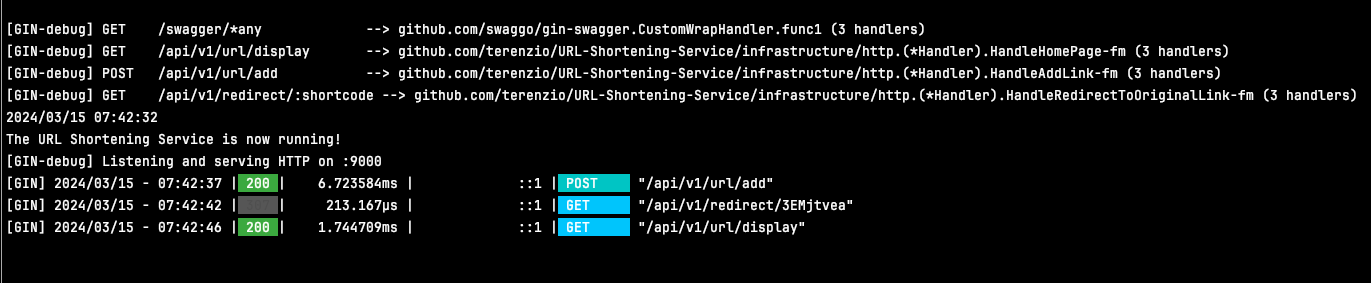 [GIN-debug] GET    /swagger/*any             --> github.com/swaggo/gin-swagger.CustomWrapHandler.func1 (3 handlers)
[GIN-debug] GET    /api/v1/url/display       --> github.com/terenzio/URL-Shortening-Service/infrastructure/http.(*Handler).HandleHomePage-fm (3 handlers)
[GIN-debug] POST   /api/v1/url/add           --> github.com/terenzio/URL-Shortening-Service/infrastructure/http.(*Handler).HandleAddLink-fm (3 handlers)
[GIN-debug] GET    /api/v1/redirect/:shortcode --> github.com/terenzio/URL-Shortening-Service/infrastructure/http.(*Handler).HandleRedirectToOriginalLink-fm (3 handlers)
2024/03/15 07:42:32
The URL Shortening Service is now running!
[GIN-debug] Listening and serving HTTP on :9000
[GIN] 2024/03/15 - 07:42:37 | 200 |    6.723584ms |             ::1 | POST     "/api/v1/url/add"
[GIN] 2024/03/15 - 07:42:42 | 307 |     213.167µs |             ::1 | GET      "/api/v1/redirect/3EMjtvea"
[GIN] 2024/03/15 - 07:42:46 | 200 |    1.744709ms |             ::1 | GET      "/api/v1/url/display"